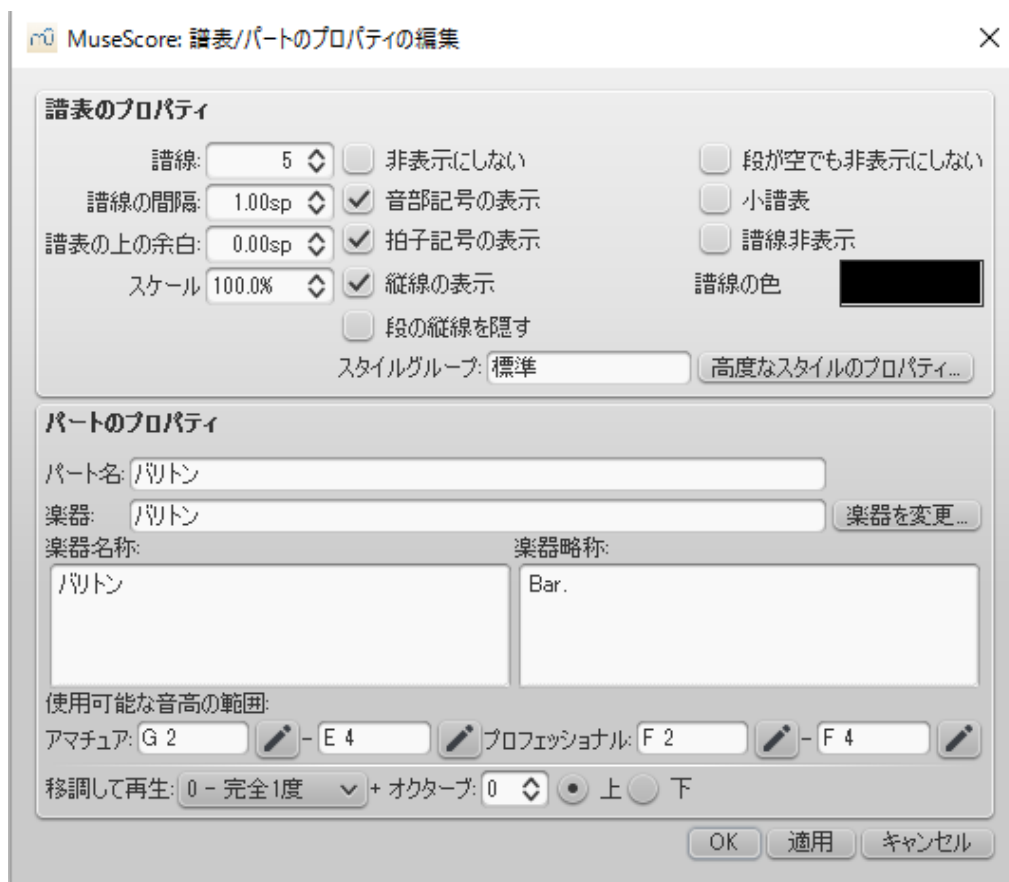 MuseScore: 譜表/パートのプロパティの編集
譜表のプロパティ
譜線: 5 非表示にしない 段が空でも非表示にしない
譜線の間隔: 1.00sp 音部記号の表示 小譜表
譜表の上の余白: 0.00sp 拍子記号の表示 譜線非表示
スケール 100.0% 縦線の表示 譜線の色
段の縦線を隠す
スタイルグループ: 標準 高度なスタイルのプロパティ...
パートのプロパティ
パート名: バリトン
楽器: バリトン 楽器を変更...
楽器名称: 楽器略称:
バリトン Bar.
使用可能な音高の範囲:
アマチュア: G 2 - E 4 プロフェッショナル: F 2 - F 4
移調して再生: 0 - 完全1度 + オクターブ: 0 上 下
OK 適用 キャンセル